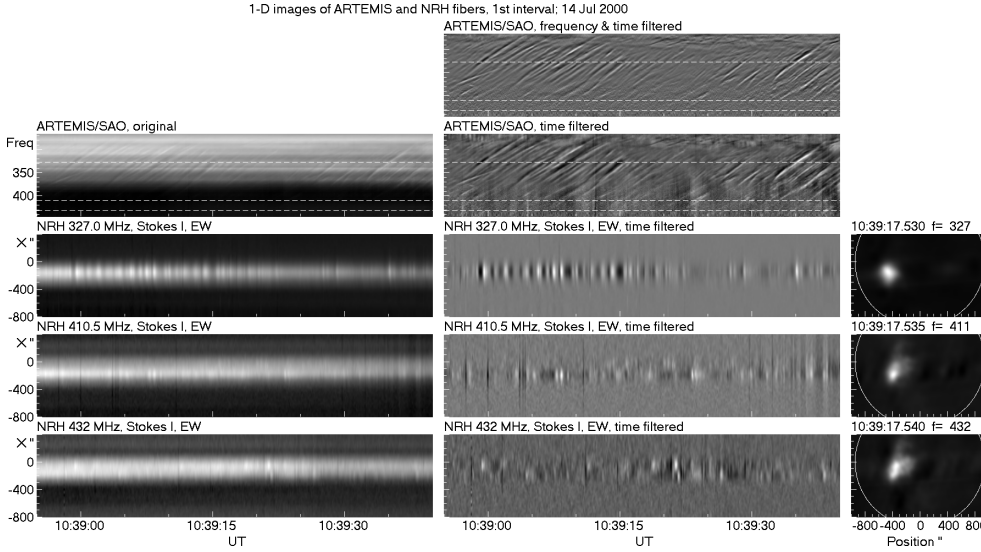 1-D images of ARTEMIS and NRH fibers, 1st interval; 14 Jul 2000
ARTEMIS/SAO, frequency & time filtered
ARTEMIS/SAO, original
ARTEMIS/SAO, time filtered
Freq
350
400
NRH 327.0 MHz, Stokes I, EW
NRH 327.0 MHz, Stokes I, EW, time filtered
10:39:17.530 f= 327
X "
0
-400
-800
NRH 410.5 MHz, Stokes I, EW
NRH 410.5 MHz, Stokes I, EW, time filtered
10:39:17.535 f= 411
X "
0
-400
-800
NRH 432 MHz, Stokes I, EW
NRH 432 MHz, Stokes I, EW, time filtered
10:39:17.540 f= 432
X "
0
-400
-800
10:39:00 10:39:15 10:39:30
10:39:00 10:39:15 10:39:30
-800 -400 0 400 800
UT
UT
Position "